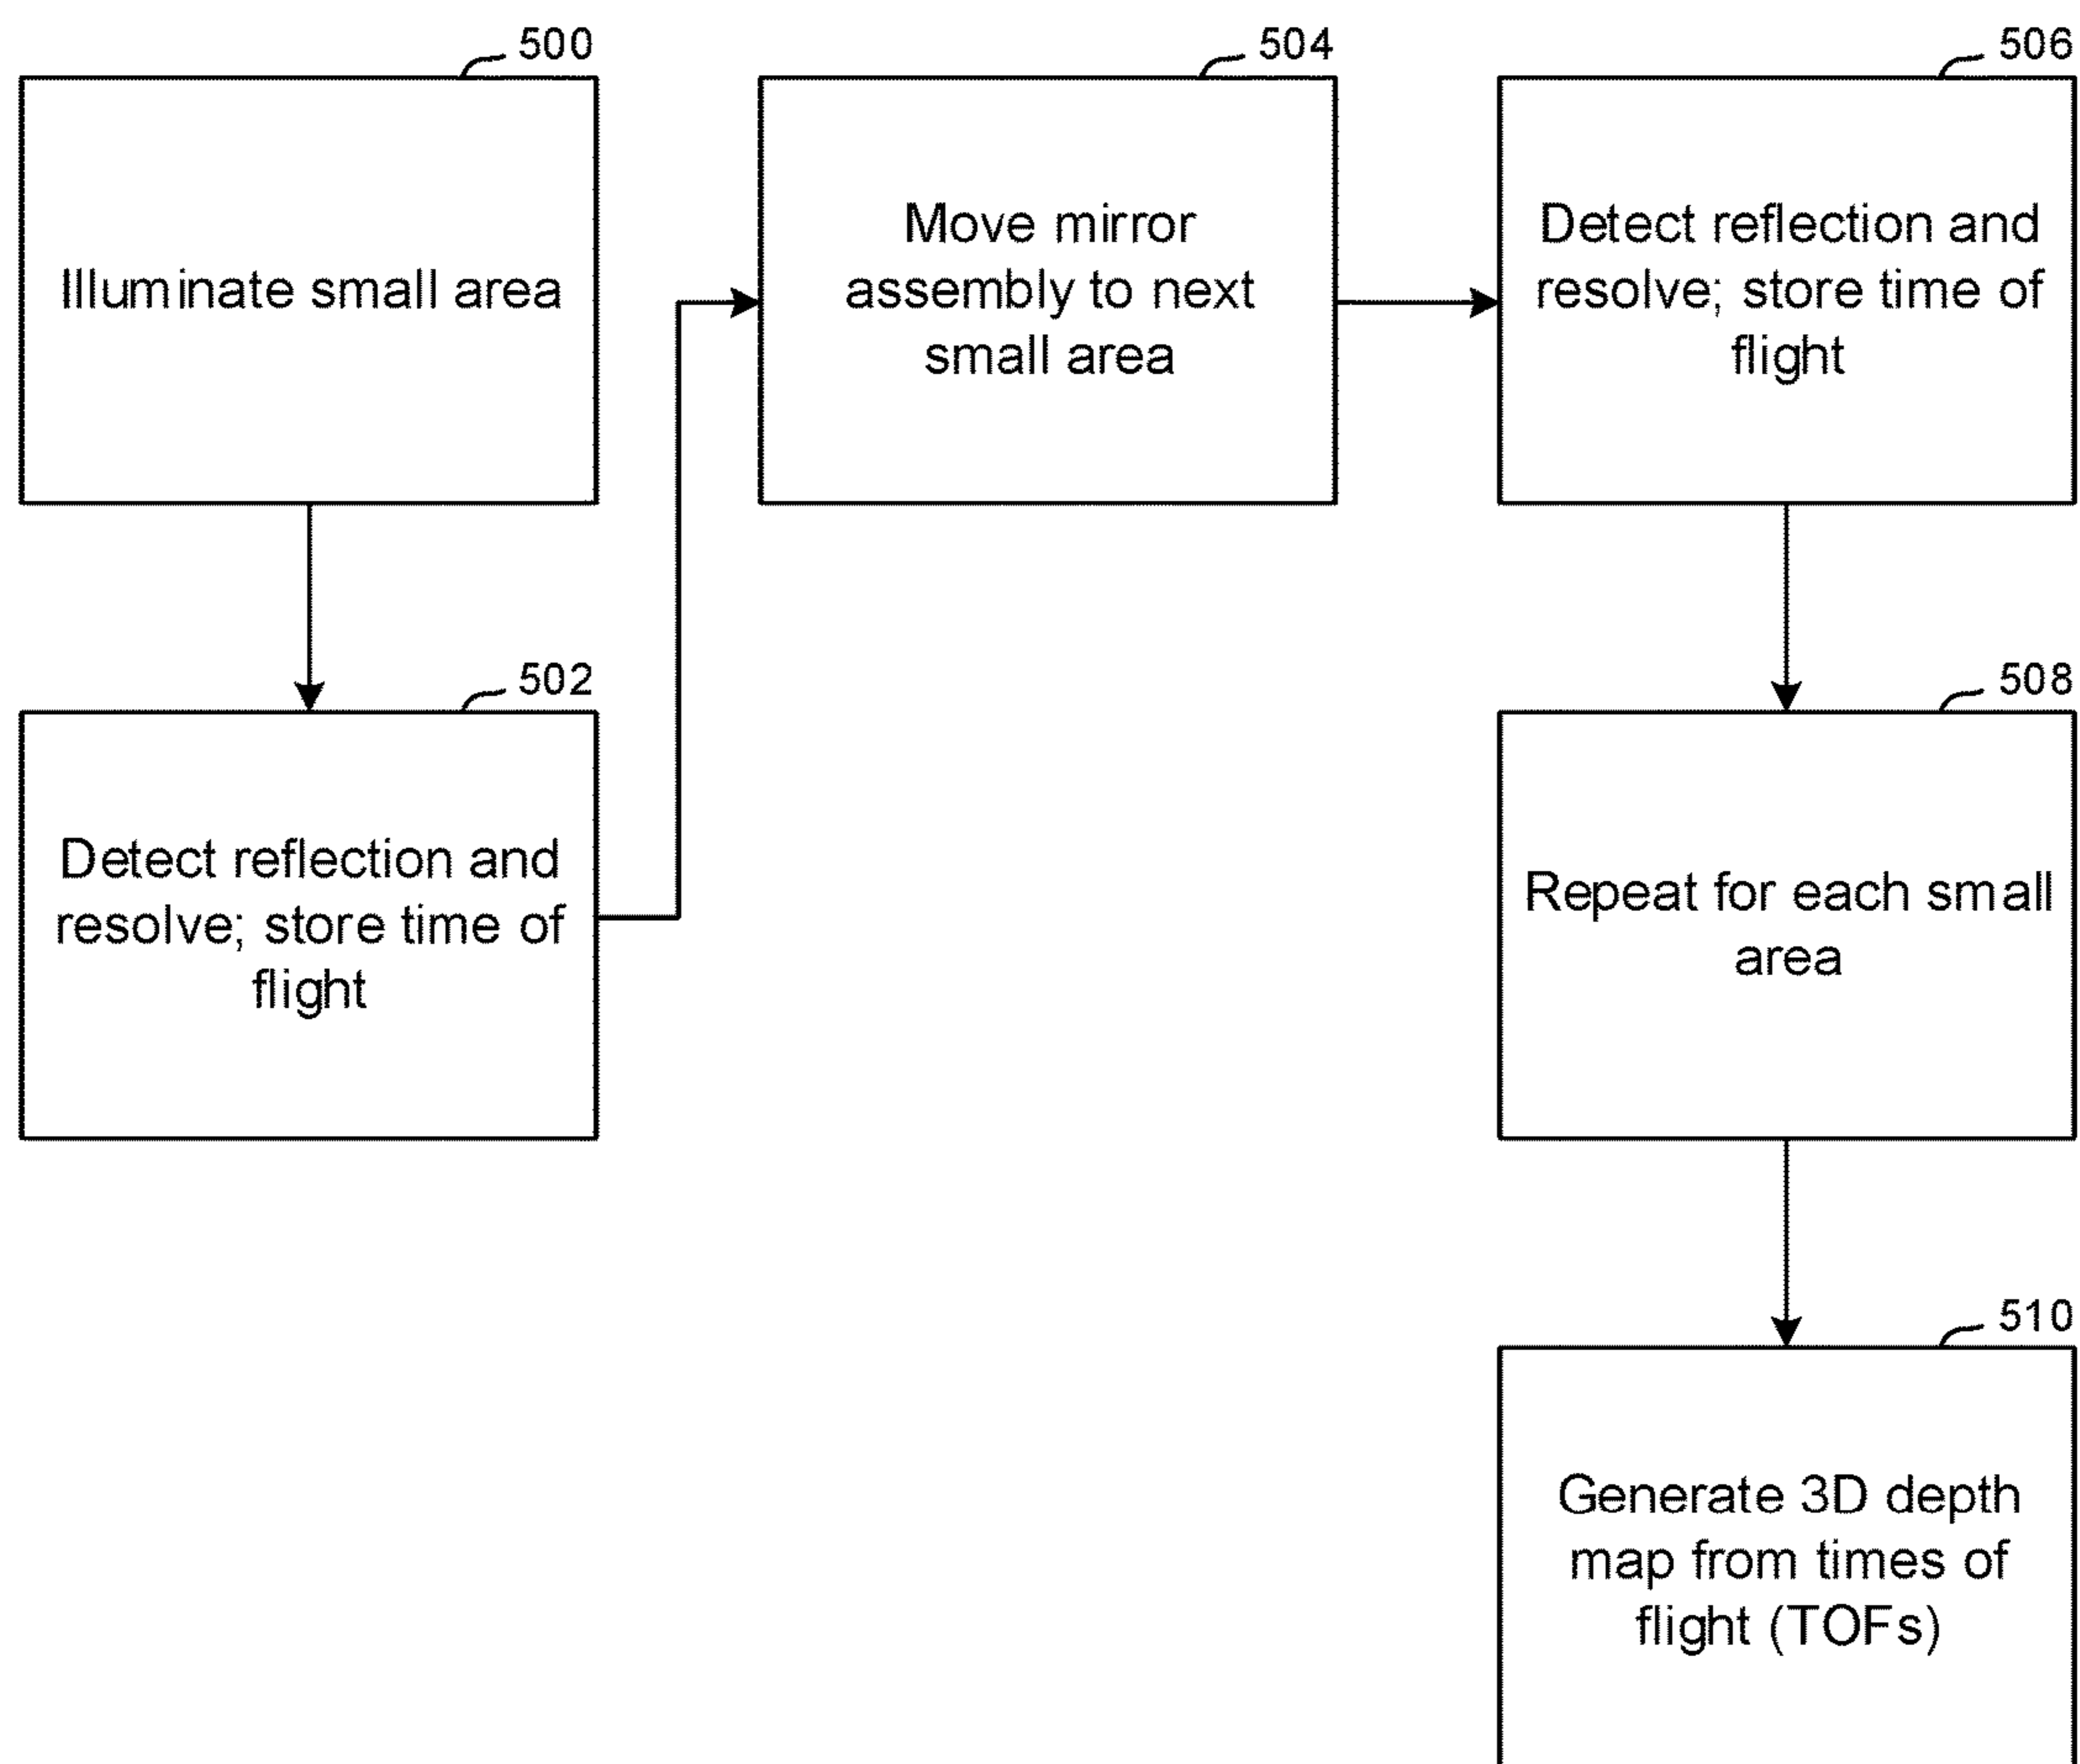 500
Illuminate small area
502
Detect reflection and
resolve; store time of
flight
504
Move mirror
assembly to next
small area
506
Detect reflection and
resolve; store time of
flight
508
Repeat for each small
area
510
Generate 3D depth
map from times of
flight (TOFs)